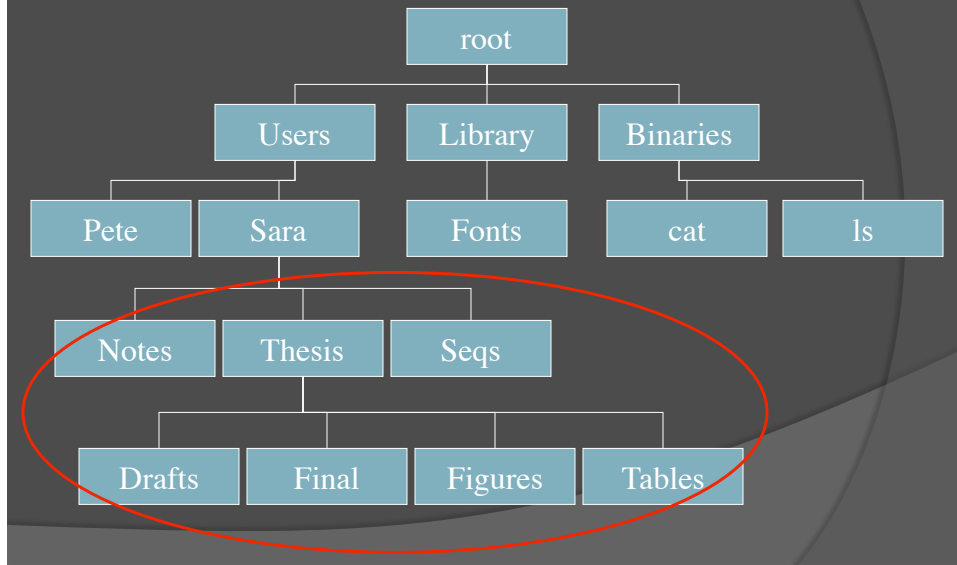 root
Users Library Binaries
Pete Sara Fonts cat ls
Notes Thesis Seqs
Drafts Final Figures Tables